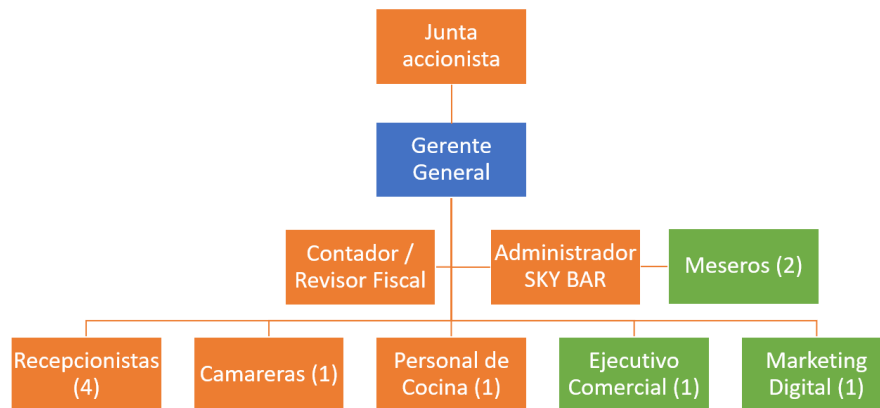 Junta
accionista
Gerente
General
Contador /
Revisor Fiscal
Administrador
SKY BAR
Meseros (2)
Recepcionistas
(4)
Camareras (1)
Personal de
Cocina (1)
Ejecutivo
Comercial (1)
Marketing
Digital (1)